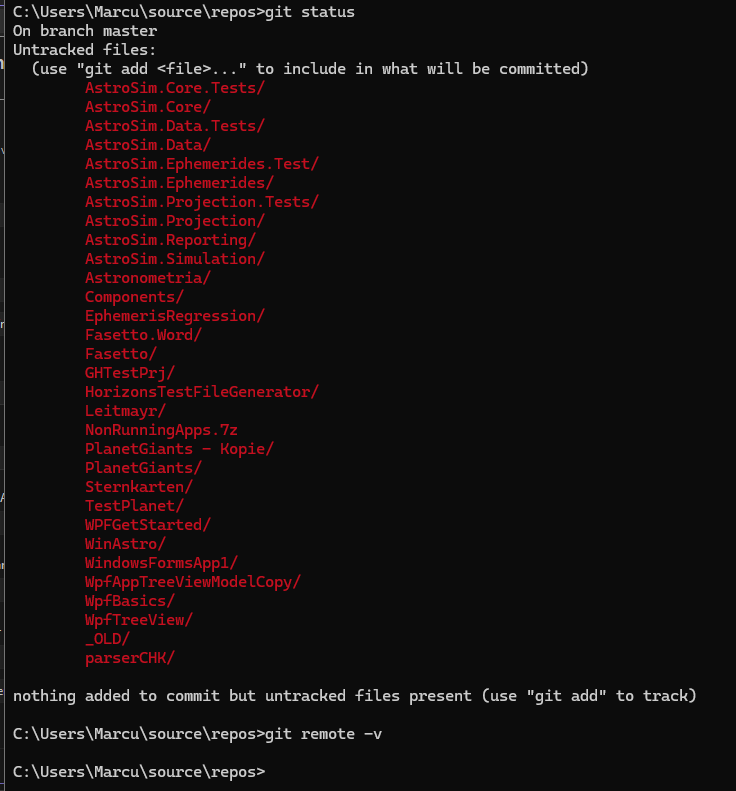 C:\Users\Marcu\source\repos>git status
On branch master
Untracked files:
  (use "git add <file>..." to include in what will be committed)
        AstroSim.Core.Tests/
        AstroSim.Core/
        AstroSim.Data.Tests/
        AstroSim.Data/
        AstroSim.Ephemerides.Test/
        AstroSim.Ephemerides/
        AstroSim.Projection.Tests/
        AstroSim.Projection/
        AstroSim.Reporting/
        AstroSim.Simulation/
        Astronometria/
        Components/
        EphemerisRegression/
        Fasetto.Word/
        Fasetto/
        GHTestPrj/
        HorizonsTestFileGenerator/
        Leitmayr/
        NonRunningApps.7z
        PlanetGiants - Kopie/
        PlanetGiants/
        Sternkarten/
        TestPlanet/
        WPFGetStarted/
        WinAstro/
        WindowsFormsApp1/
        WpfAppTreeViewModelCopy/
        WpfBasics/
        WpfTreeView/
        _OLD/
        parserCHK/

nothing added to commit but untracked files present (use "git add" to track)

C:\Users\Marcu\source\repos>git remote -v

C:\Users\Marcu\source\repos>